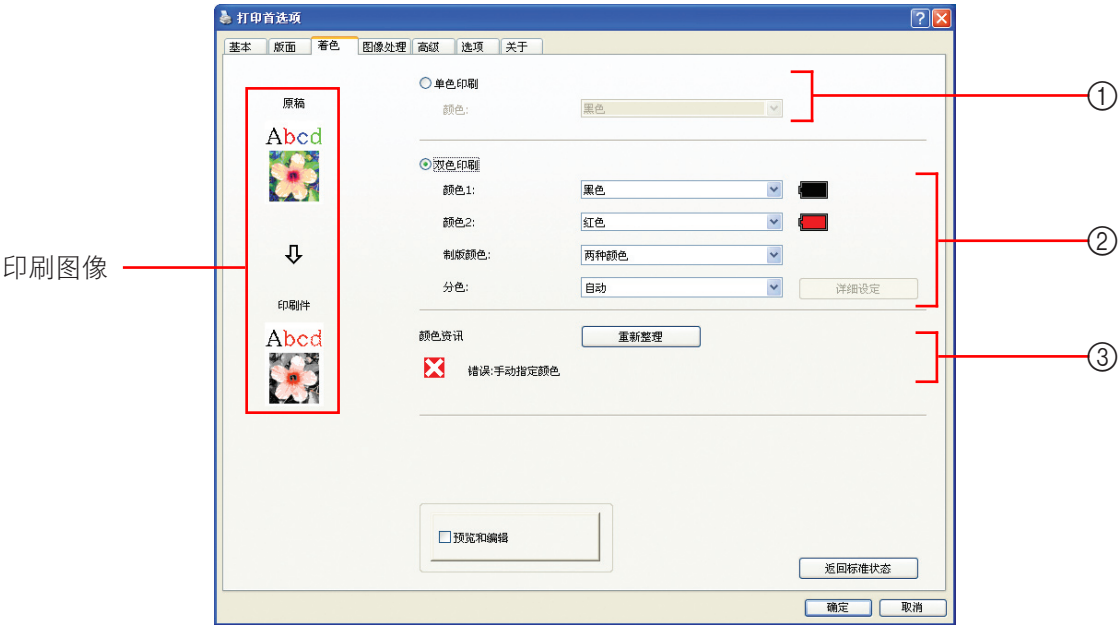 打印首选项
基本 版面 着色 图像处理 高级 选项 关于
原稿
Abcd
印刷图像
印刷件
Abcd
单色印刷
颜色: 黑色
①
双色印刷
颜色1: 黑色
颜色2: 红色
制版颜色: 两种颜色
分色: 自动 详细设定
②
颜色资讯 重新整理
错误:手动指定颜色
③
预览和编辑
返回标准状态
确定 取消